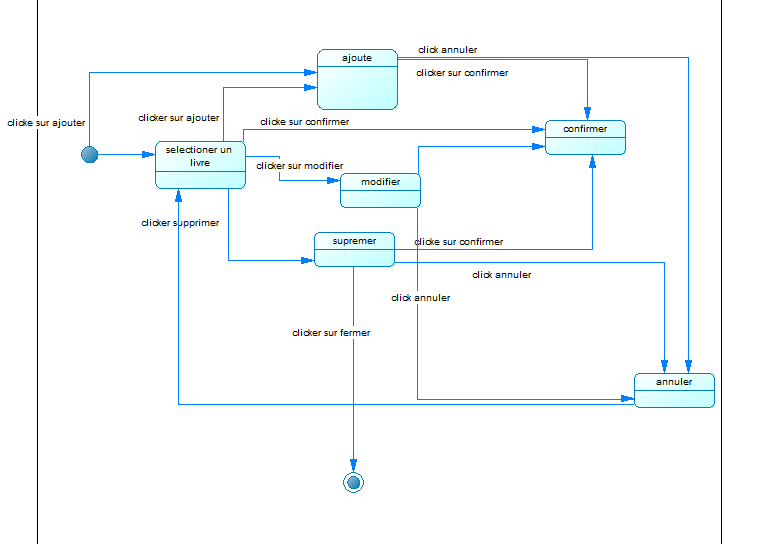 click annuler
ajoute
clicker sur confirmer
clicke sur ajouter
clicker sur ajouter
clicke sur confirmer
confirmer
selectioner un
livre
clicker sur modifier
modifier
clicker supprimer
supremer
clicke sur confirmer
click annuler
click annuler
clicker sur fermer
annuler